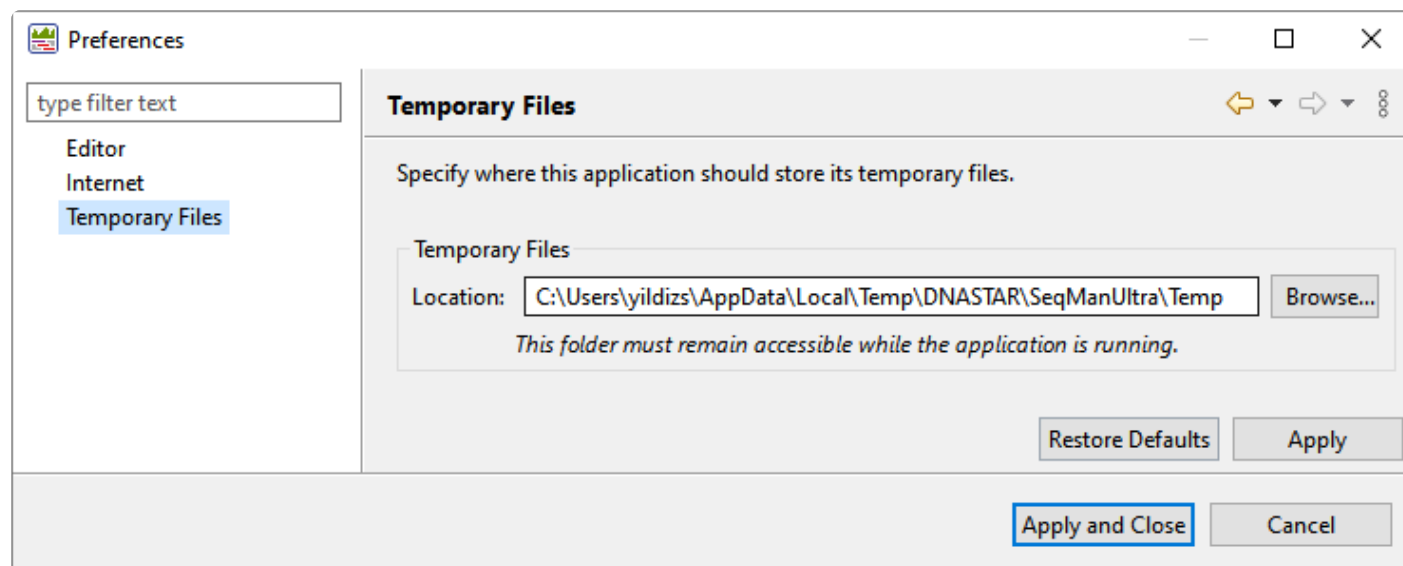 Preferences
type filter text
Editor
Internet
Temporary Files
Temporary Files
Specify where this application should store its temporary files.
Temporary Files
Location: C:\Users\yildizs\AppData\Local\Temp\DNASTAR\SeqManUltra\Temp Browse...
This folder must remain accessible while the application is running.
Restore Defaults Apply
Apply and Close Cancel